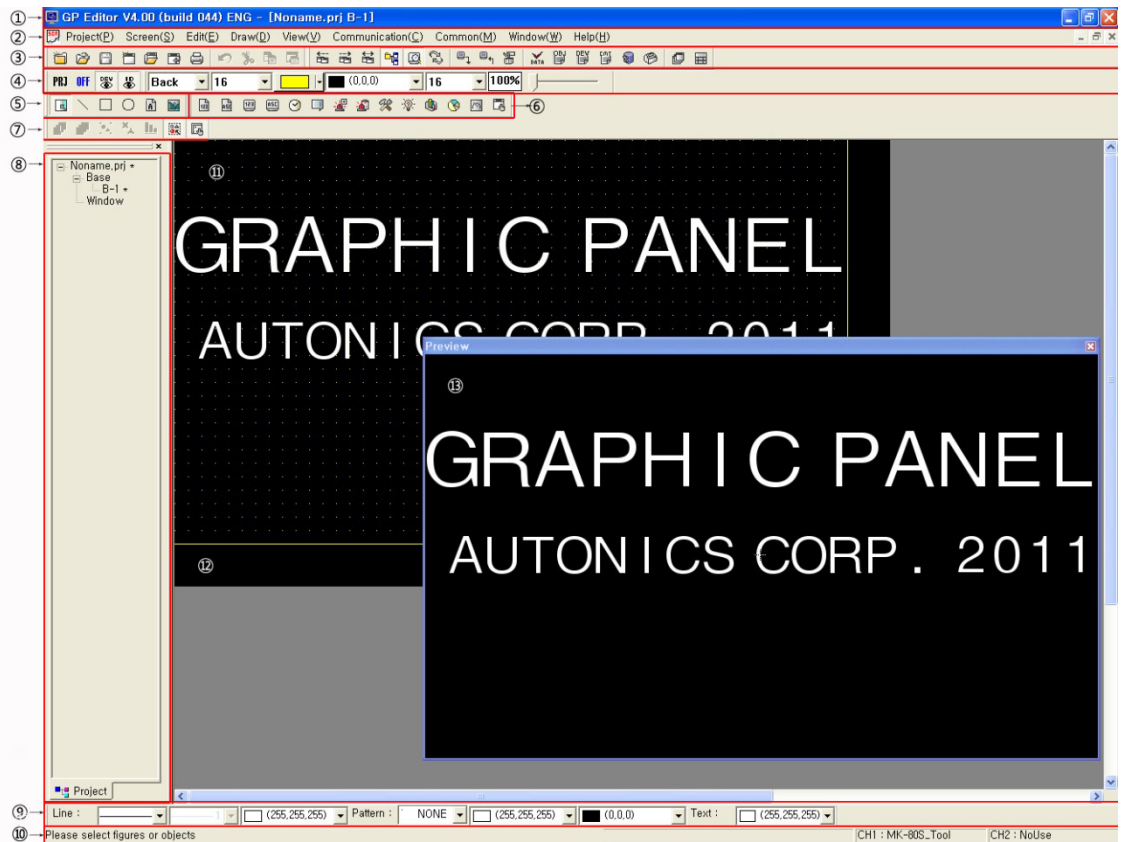 ① GP Editor V4.00 (build 044) ENG - [Noname.prj B-1]
② Project(P) Screen(S) Edit(E) Draw(D) View(V) Communication(C) Common(M) Window(W) Help(H)
③
④ PRJ OFF DEV ID Back 16 (0,0,0) 16 100%
⑤ ⑥
⑦
⑧
Noname.prj *
Base
B-1 *
Window
⑪
GRAPHIC PANEL
AUTONICS CORP. 2011
⑫
Preview
⑬
GRAPHIC PANEL
AUTONICS CORP. 2011
Project
⑨ Line : 1 (255,255,255) Pattern : NONE (255,255,255) (0,0,0) Text : (255,255,255)
⑩ Please select figures or objects CH1 : MK-80S_Tool CH2 : NoUse